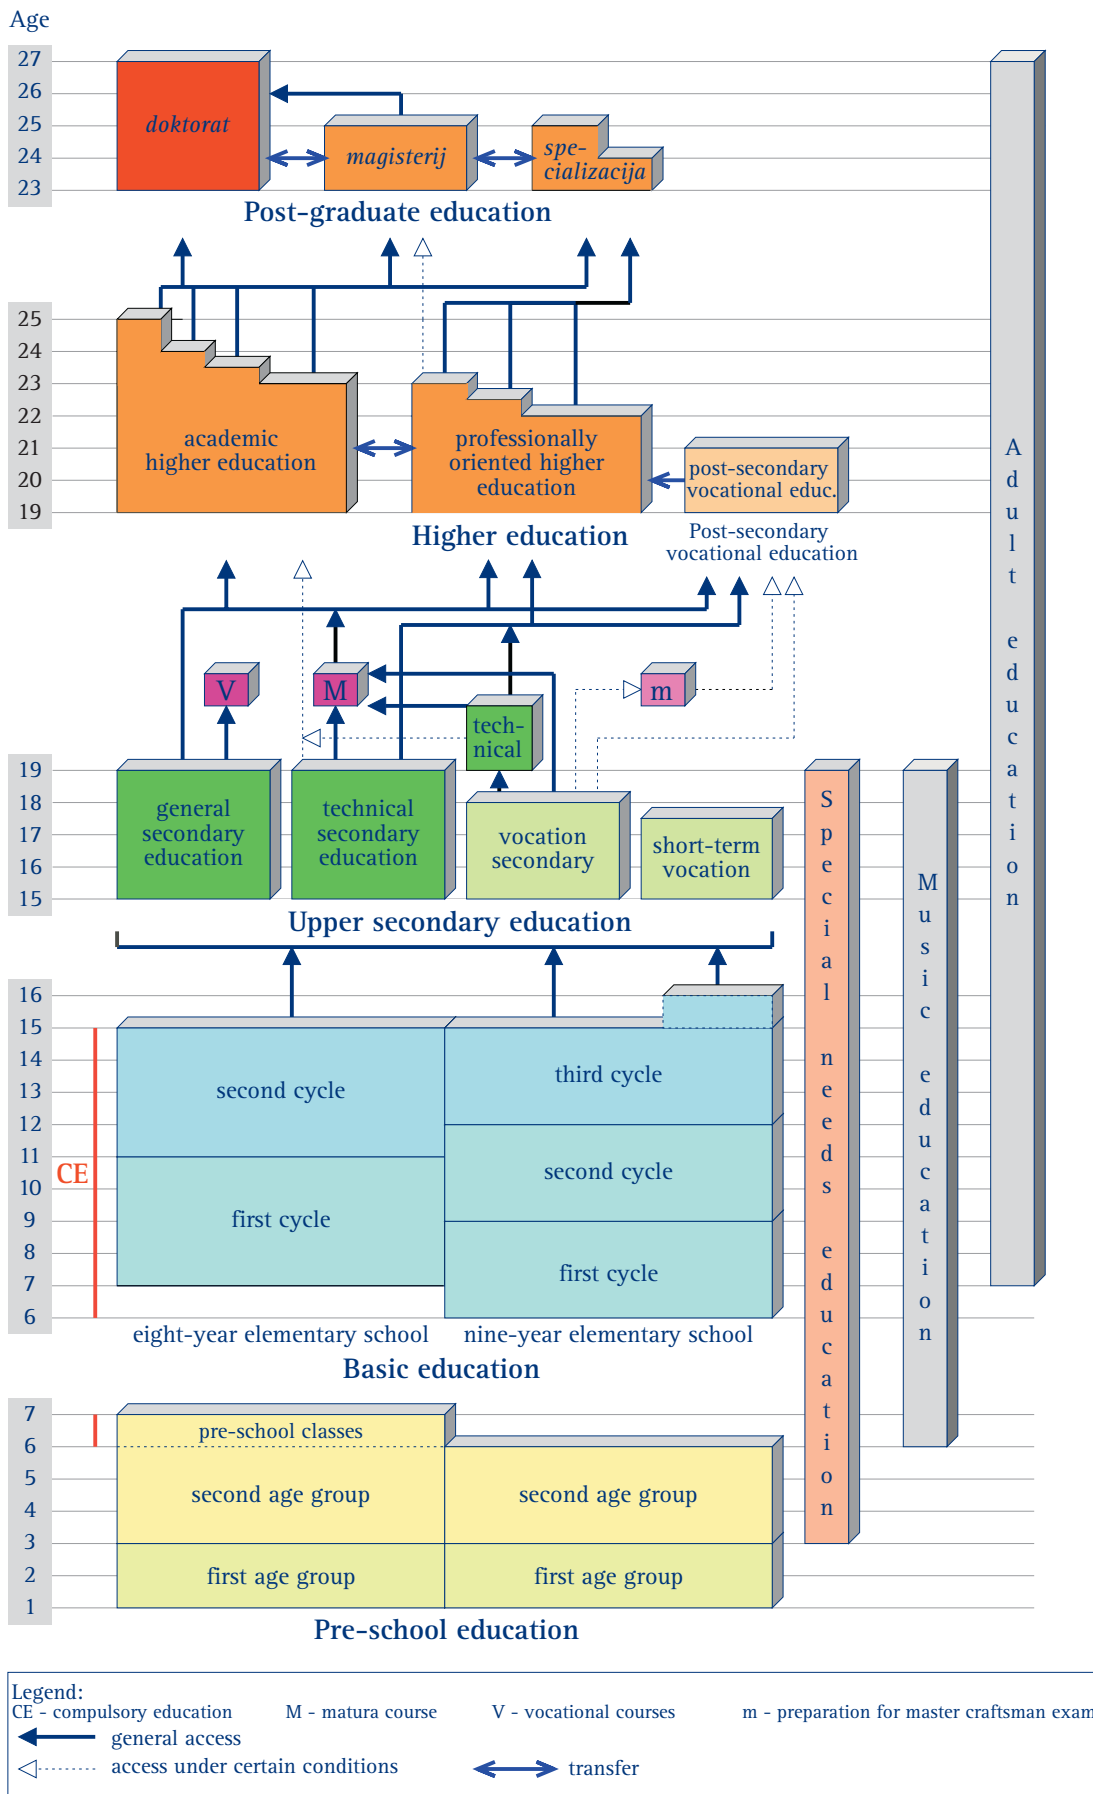 Age
27
26
25
24
23
doktorat
magisterij
spe-
cializacija
Post-graduate education
25
24
23
22
21
20
19
academic
higher education
professionally
oriented higher
education
post-secondary
vocational educ.
Higher education
Post-secondary
vocational education
V
M
m
tech-
nical
19
18
17
16
15
general
secondary
education
technical
secondary
education
vocation
secondary
short-term
vocation
Upper secondary education
16
15
14
13
12
11
10
9
8
7
6
CE
second cycle
first cycle
third cycle
second cycle
first cycle
eight-year elementary school
nine-year elementary school
Basic education
7
6
5
4
3
2
1
pre-school classes
second age group
second age group
first age group
first age group
Pre-school education
Special needs education
Music education
Adult education
Legend:
CE - compulsory education M - matura course V - vocational courses m - preparation for master craftsman exam
general access
access under certain conditions transfer